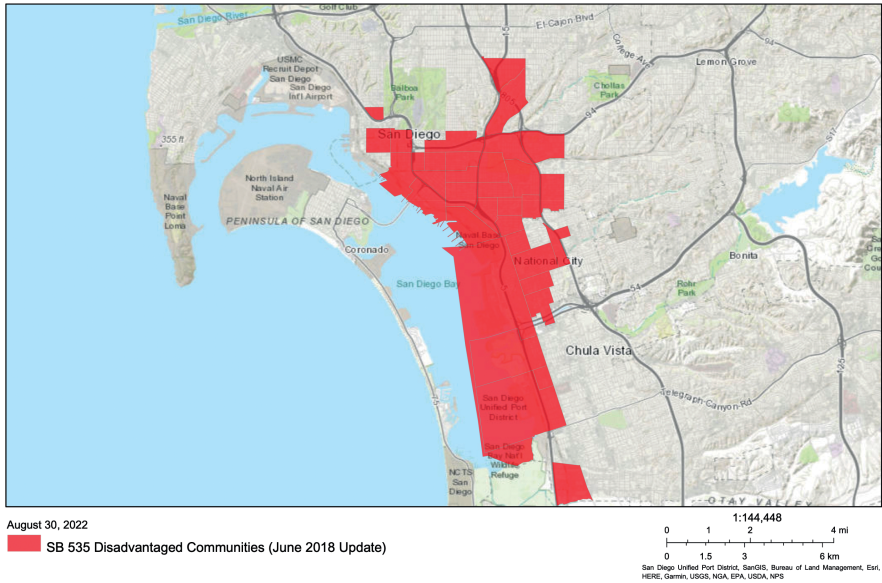 Golf Club
San Diego River
El Cajon Blvd
15
College Ave
94
Lemon Grove
USMC
Recruit Depot
San Diego
San Diego
Int'l Airport
Balboa
Park
Chollas
Park
94
355 ft
San Diego
S17
North Island
Naval Air
Station
Naval
Base
Point
Loma
PENINSULA OF SAN DIEGO
Coronado
Naval Base
San Diego
National City
Bonita
San Diego Bay
54
Rohr
Park
Chula Vista
125
Telegraph-Canyon-Rd
75
San Diego
Unified Port
District
San Diego
Bay Nat'l
Wildlife
Refuge
NCTS
San
Diego
OTAY VALLEY
August 30, 2022
SB 535 Disadvantaged Communities (June 2018 Update)
1:144,448
0 1 2 4 mi
0 1.5 3 6 km
San Diego Unified Port District, SanGIS, Bureau of Land Management, Esri,
HERE, Garmin, USGS, NGA, EPA, USDA, NPS